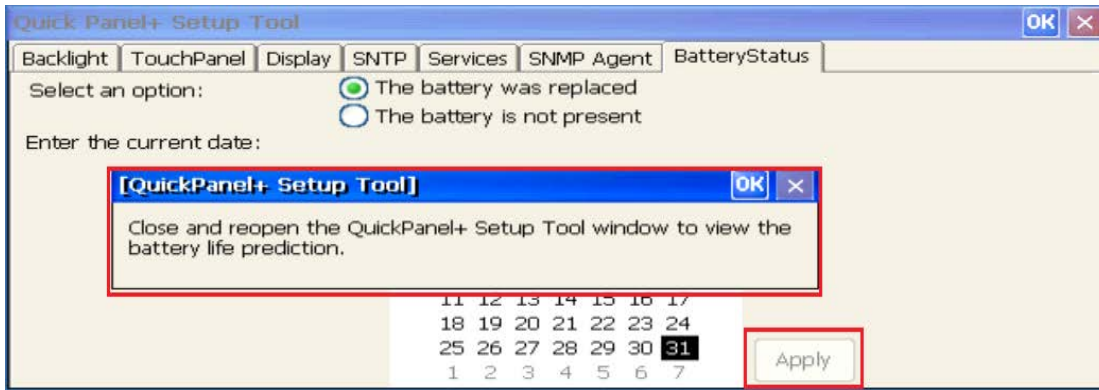 Quick Panel+ Setup Tool OK ×
Backlight TouchPanel Display SNTP Services SNMP Agent BatteryStatus
Select an option: The battery was replaced
The battery is not present
Enter the current date:
[QuickPanel+ Setup Tool] OK ×
Close and reopen the QuickPanel+ Setup Tool window to view the
battery life prediction.
11 12 13 14 15 16 17
18 19 20 21 22 23 24
25 26 27 28 29 30 31
1 2 3 4 5 6 7
Apply